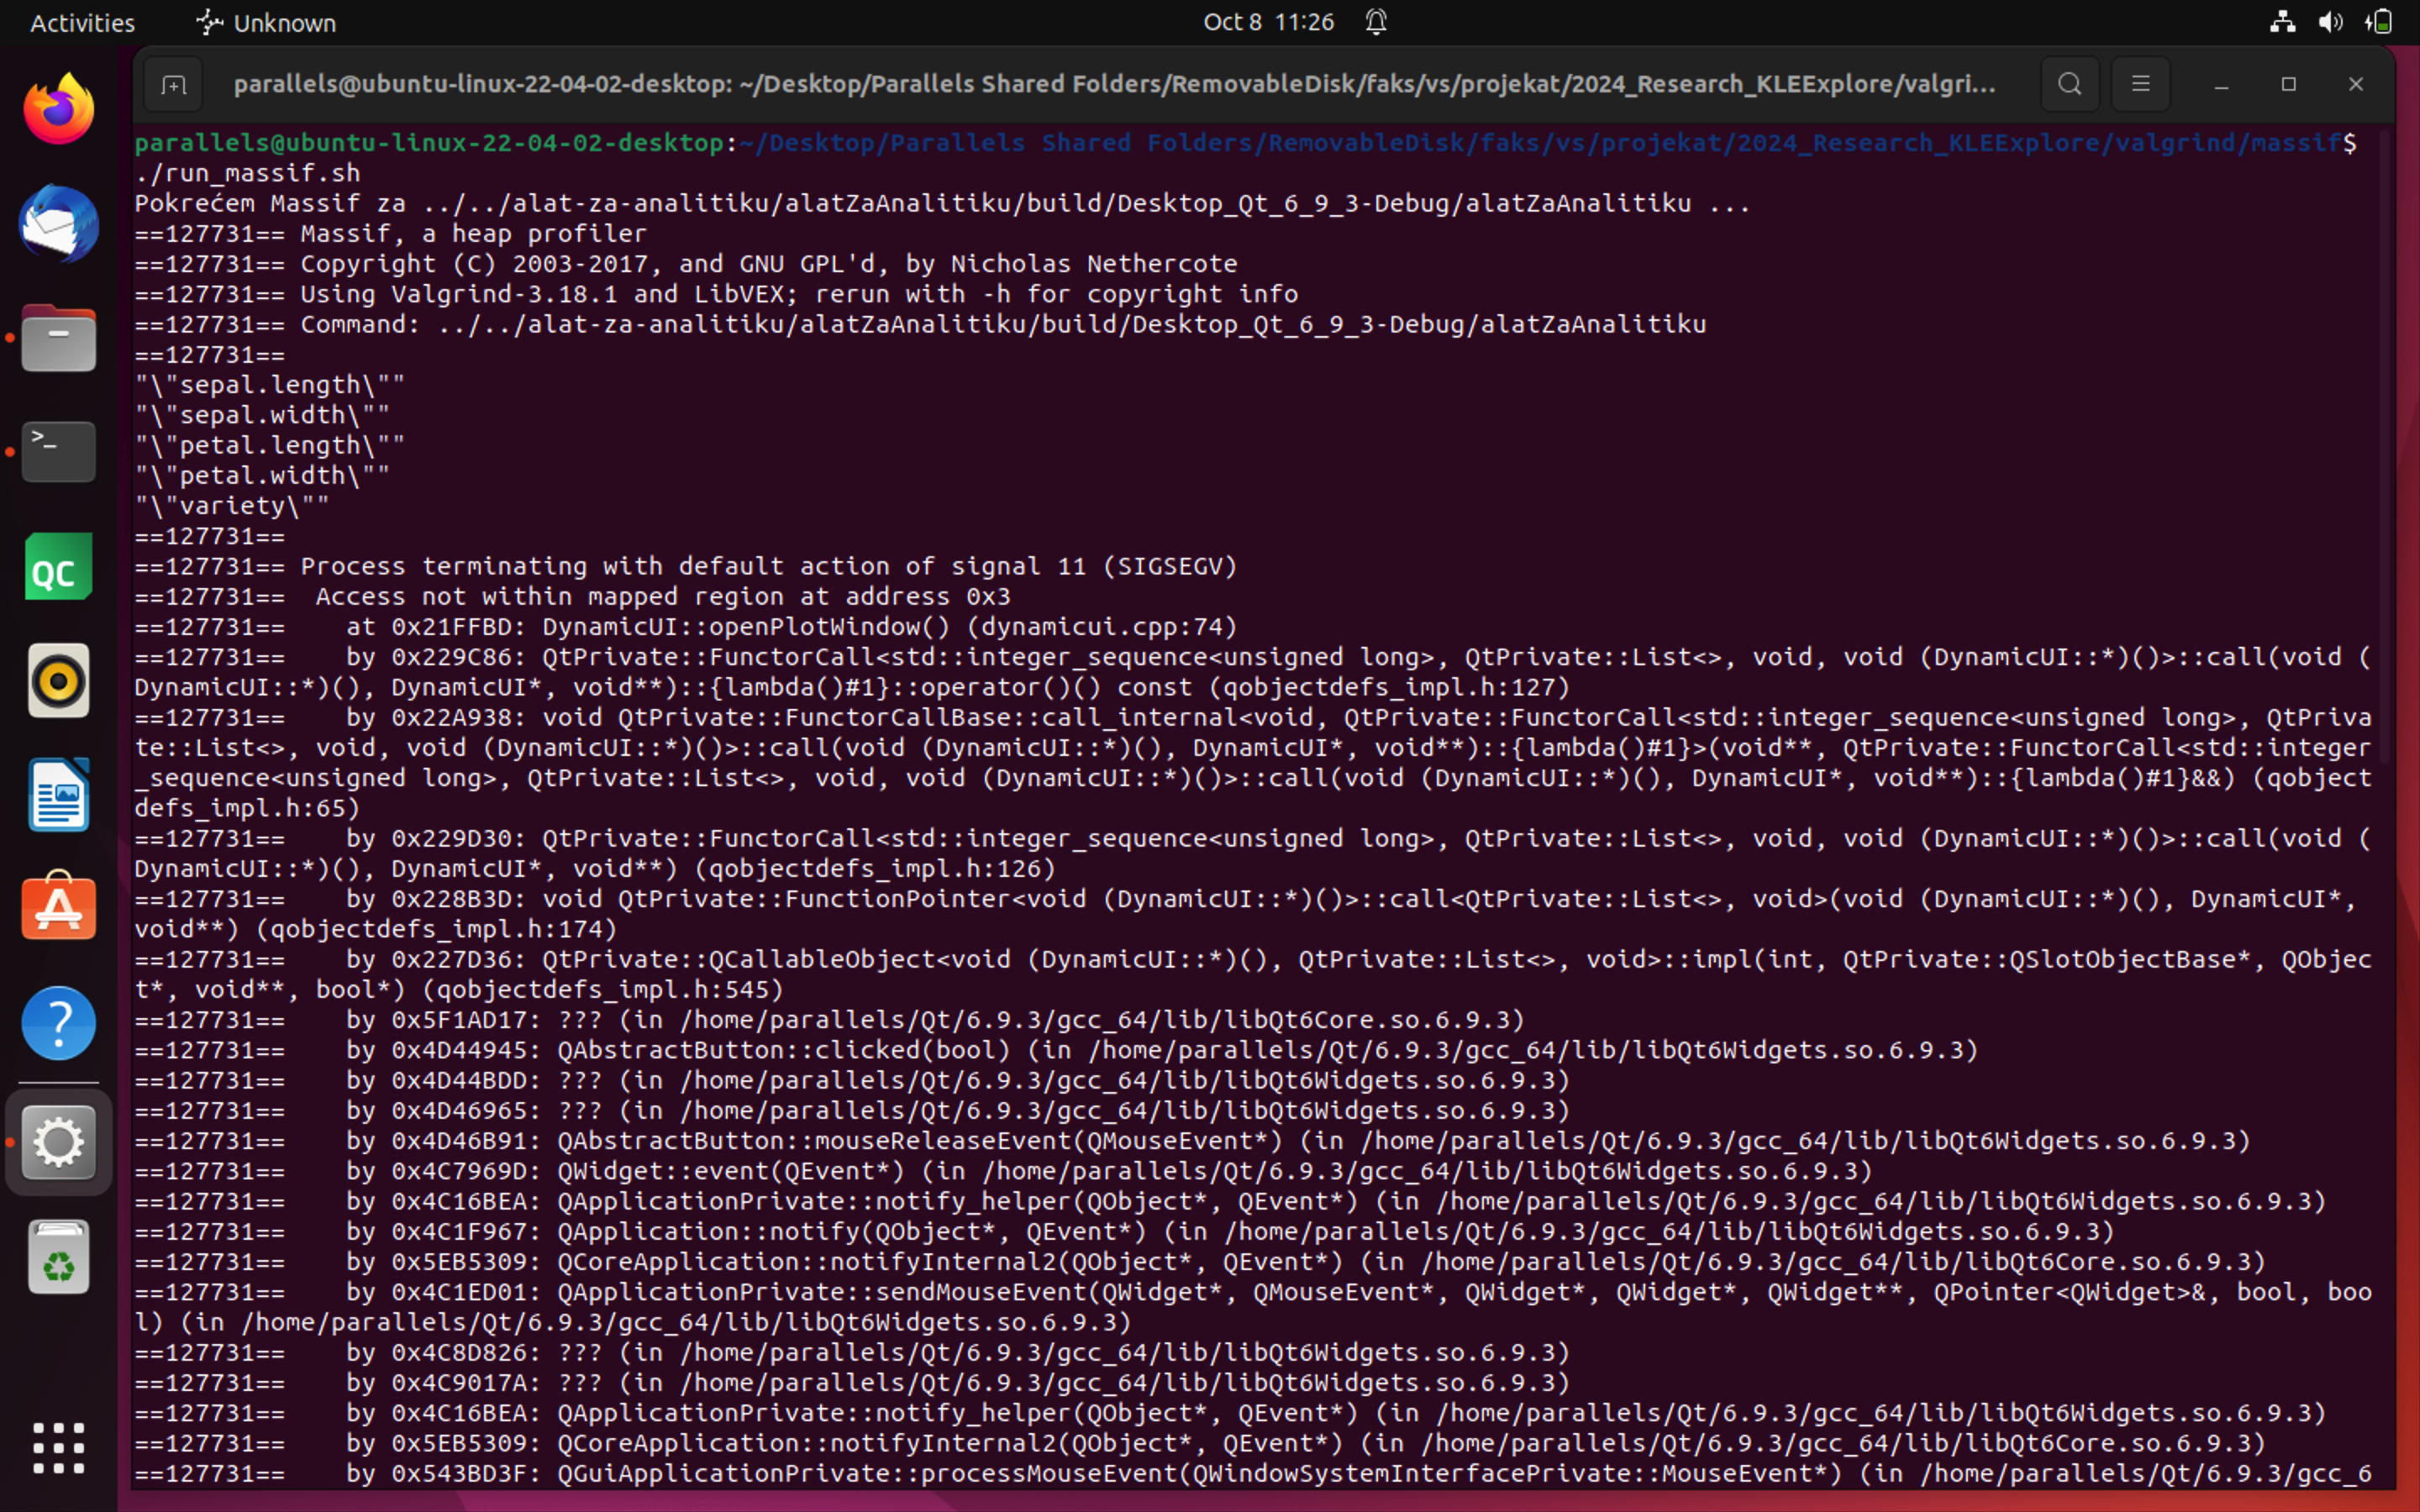 Activities
Unknown
Oct 8 11:26
parallels@ubuntu-linux-22-04-02-desktop: ~/Desktop/Parallels Shared Folders/RemovableDisk/faks/vs/projekat/2024_Research_KLEEExplore/valgri...
parallels@ubuntu-linux-22-04-02-desktop:~/Desktop/Parallels Shared Folders/RemovableDisk/faks/vs/projekat/2024_Research_KLEEExplore/valgrind/massif$
./run_massif.sh
Pokrećem Massif za ../../alat-za-analitiku/alatZaAnalitiku/build/Desktop_Qt_6_9_3-Debug/alatZaAnalitiku ...
==127731== Massif, a heap profiler
==127731== Copyright (C) 2003-2017, and GNU GPL'd, by Nicholas Nethercote
==127731== Using Valgrind-3.18.1 and LibVEX; rerun with -h for copyright info
==127731== Command: ../../alat-za-analitiku/alatZaAnalitiku/build/Desktop_Qt_6_9_3-Debug/alatZaAnalitiku
==127731==
"\"sepal.length\""
"\"sepal.width\""
"\"petal.length\""
"\"petal.width\""
"\"variety\""
==127731==
==127731== Process terminating with default action of signal 11 (SIGSEGV)
==127731==  Access not within mapped region at address 0x3
==127731==    at 0x21FFBD: DynamicUI::openPlotWindow() (dynamicui.cpp:74)
==127731==    by 0x229C86: QtPrivate::FunctorCall<std::integer_sequence<unsigned long>, QtPrivate::List<>, void, void (DynamicUI::*)()>::call(void (
DynamicUI::*)(), DynamicUI*, void**)::{lambda()#1}::operator()() const (qobjectdefs_impl.h:127)
==127731==    by 0x22A938: void QtPrivate::FunctorCallBase::call_internal<void, QtPrivate::FunctorCall<std::integer_sequence<unsigned long>, QtPriva
te::List<>, void, void (DynamicUI::*)()>::call(void (DynamicUI::*)(), DynamicUI*, void**)::{lambda()#1}>(void**, QtPrivate::FunctorCall<std::integer
_sequence<unsigned long>, QtPrivate::List<>, void, void (DynamicUI::*)()>::call(void (DynamicUI::*)(), DynamicUI*, void**)::{lambda()#1}&&) (qobject
defs_impl.h:65)
==127731==    by 0x229D30: QtPrivate::FunctorCall<std::integer_sequence<unsigned long>, QtPrivate::List<>, void, void (DynamicUI::*)()>::call(void (
DynamicUI::*)(), DynamicUI*, void**) (qobjectdefs_impl.h:126)
==127731==    by 0x228B3D: void QtPrivate::FunctionPointer<void (DynamicUI::*)()>::call<QtPrivate::List<>, void>(void (DynamicUI::*)(), DynamicUI*,
void**) (qobjectdefs_impl.h:174)
==127731==    by 0x227D36: QtPrivate::QCallableObject<void (DynamicUI::*)(), QtPrivate::List<>, void>::impl(int, QtPrivate::QSlotObjectBase*, QObjec
t*, void**, bool*) (qobjectdefs_impl.h:545)
==127731==    by 0x5F1AD17: ??? (in /home/parallels/Qt/6.9.3/gcc_64/lib/libQt6Core.so.6.9.3)
==127731==    by 0x4D44945: QAbstractButton::clicked(bool) (in /home/parallels/Qt/6.9.3/gcc_64/lib/libQt6Widgets.so.6.9.3)
==127731==    by 0x4D44BDD: ??? (in /home/parallels/Qt/6.9.3/gcc_64/lib/libQt6Widgets.so.6.9.3)
==127731==    by 0x4D46965: ??? (in /home/parallels/Qt/6.9.3/gcc_64/lib/libQt6Widgets.so.6.9.3)
==127731==    by 0x4D46B91: QAbstractButton::mouseReleaseEvent(QMouseEvent*) (in /home/parallels/Qt/6.9.3/gcc_64/lib/libQt6Widgets.so.6.9.3)
==127731==    by 0x4C7969D: QWidget::event(QEvent*) (in /home/parallels/Qt/6.9.3/gcc_64/lib/libQt6Widgets.so.6.9.3)
==127731==    by 0x4C16BEA: QApplicationPrivate::notify_helper(QObject*, QEvent*) (in /home/parallels/Qt/6.9.3/gcc_64/lib/libQt6Widgets.so.6.9.3)
==127731==    by 0x4C1F967: QApplication::notify(QObject*, QEvent*) (in /home/parallels/Qt/6.9.3/gcc_64/lib/libQt6Widgets.so.6.9.3)
==127731==    by 0x5EB5309: QCoreApplication::notifyInternal2(QObject*, QEvent*) (in /home/parallels/Qt/6.9.3/gcc_64/lib/libQt6Core.so.6.9.3)
==127731==    by 0x4C1ED01: QApplicationPrivate::sendMouseEvent(QWidget*, QMouseEvent*, QWidget*, QWidget*, QWidget**, QPointer<QWidget>&, bool, boo
l) (in /home/parallels/Qt/6.9.3/gcc_64/lib/libQt6Widgets.so.6.9.3)
==127731==    by 0x4C8D826: ??? (in /home/parallels/Qt/6.9.3/gcc_64/lib/libQt6Widgets.so.6.9.3)
==127731==    by 0x4C9017A: ??? (in /home/parallels/Qt/6.9.3/gcc_64/lib/libQt6Widgets.so.6.9.3)
==127731==    by 0x4C16BEA: QApplicationPrivate::notify_helper(QObject*, QEvent*) (in /home/parallels/Qt/6.9.3/gcc_64/lib/libQt6Widgets.so.6.9.3)
==127731==    by 0x5EB5309: QCoreApplication::notifyInternal2(QObject*, QEvent*) (in /home/parallels/Qt/6.9.3/gcc_64/lib/libQt6Core.so.6.9.3)
==127731==    by 0x543BD3F: QGuiApplicationPrivate::processMouseEvent(QWindowSystemInterfacePrivate::MouseEvent*) (in /home/parallels/Qt/6.9.3/gcc_6
QC